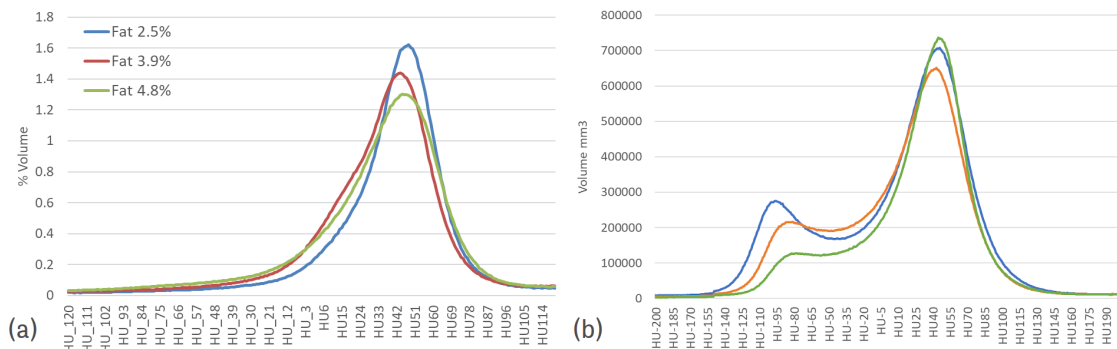 1.8
1.6
1.4
1.2
1
0.8
0.6
0.4
0.2
0
% Volume
Fat 2.5%
Fat 3.9%
Fat 4.8%
HU_120
HU_111
HU_102
HU_93
HU_84
HU_75
HU_66
HU_57
HU_48
HU_39
HU_30
HU_21
HU_12
HU_3
HU6
HU15
HU24
HU33
HU42
HU51
HU60
HU69
HU78
HU87
HU96
HU105
HU114
(a)
800000
700000
600000
500000
400000
300000
200000
100000
0
Volume mm3
HU-200
HU-185
HU-170
HU-155
HU-140
HU-125
HU-110
HU-95
HU-80
HU-65
HU-50
HU-35
HU-20
HU-5
HU10
HU25
HU40
HU55
HU70
HU85
HU100
HU115
HU130
HU145
HU160
HU175
HU190
(b)